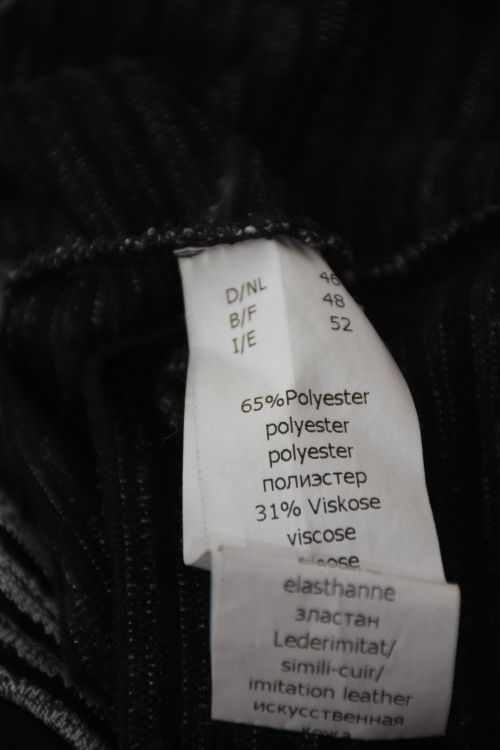 D/NL 46
B/F 48
I/E 52
65%Polyester
polyester
polyester
полиэстер
31% Viskose
viscose
elasthanne
эластан
Lederimitat/
simili-cuir/
imitation leather
искусственная
кожа